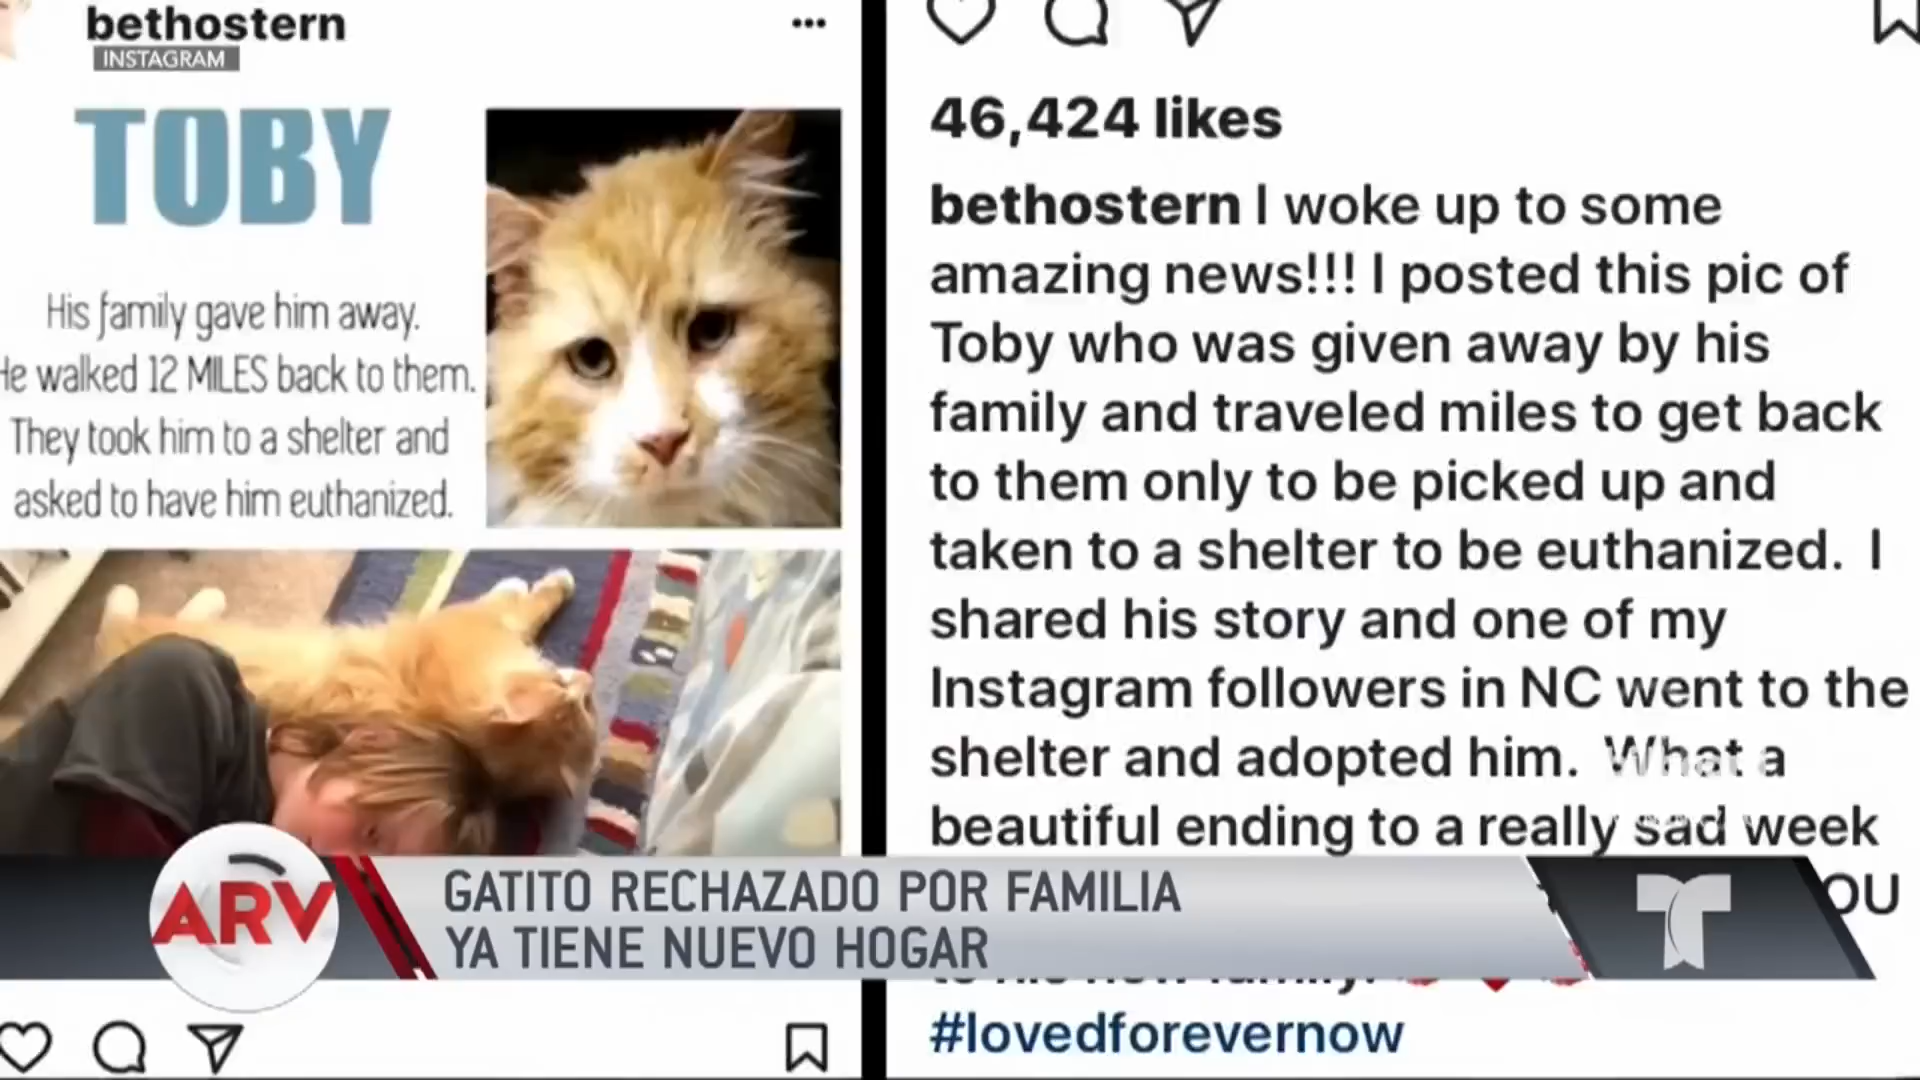 bethostern
INSTAGRAM
TOBY
His family gave him away.
He walked 12 MILES back to them.
They took him to a shelter and
asked to have him euthanized.
46,424 likes
bethostern I woke up to some
amazing news!!! I posted this pic of
Toby who was given away by his
family and traveled miles to get back
to them only to be picked up and
taken to a shelter to be euthanized. I
shared his story and one of my
Instagram followers in NC went to the
shelter and adopted him. What a
beautiful ending to a really sad week
OU
to his new family.
#lovedforevernow
ARV
GATITO RECHAZADO POR FAMILIA
YA TIENE NUEVO HOGAR
T